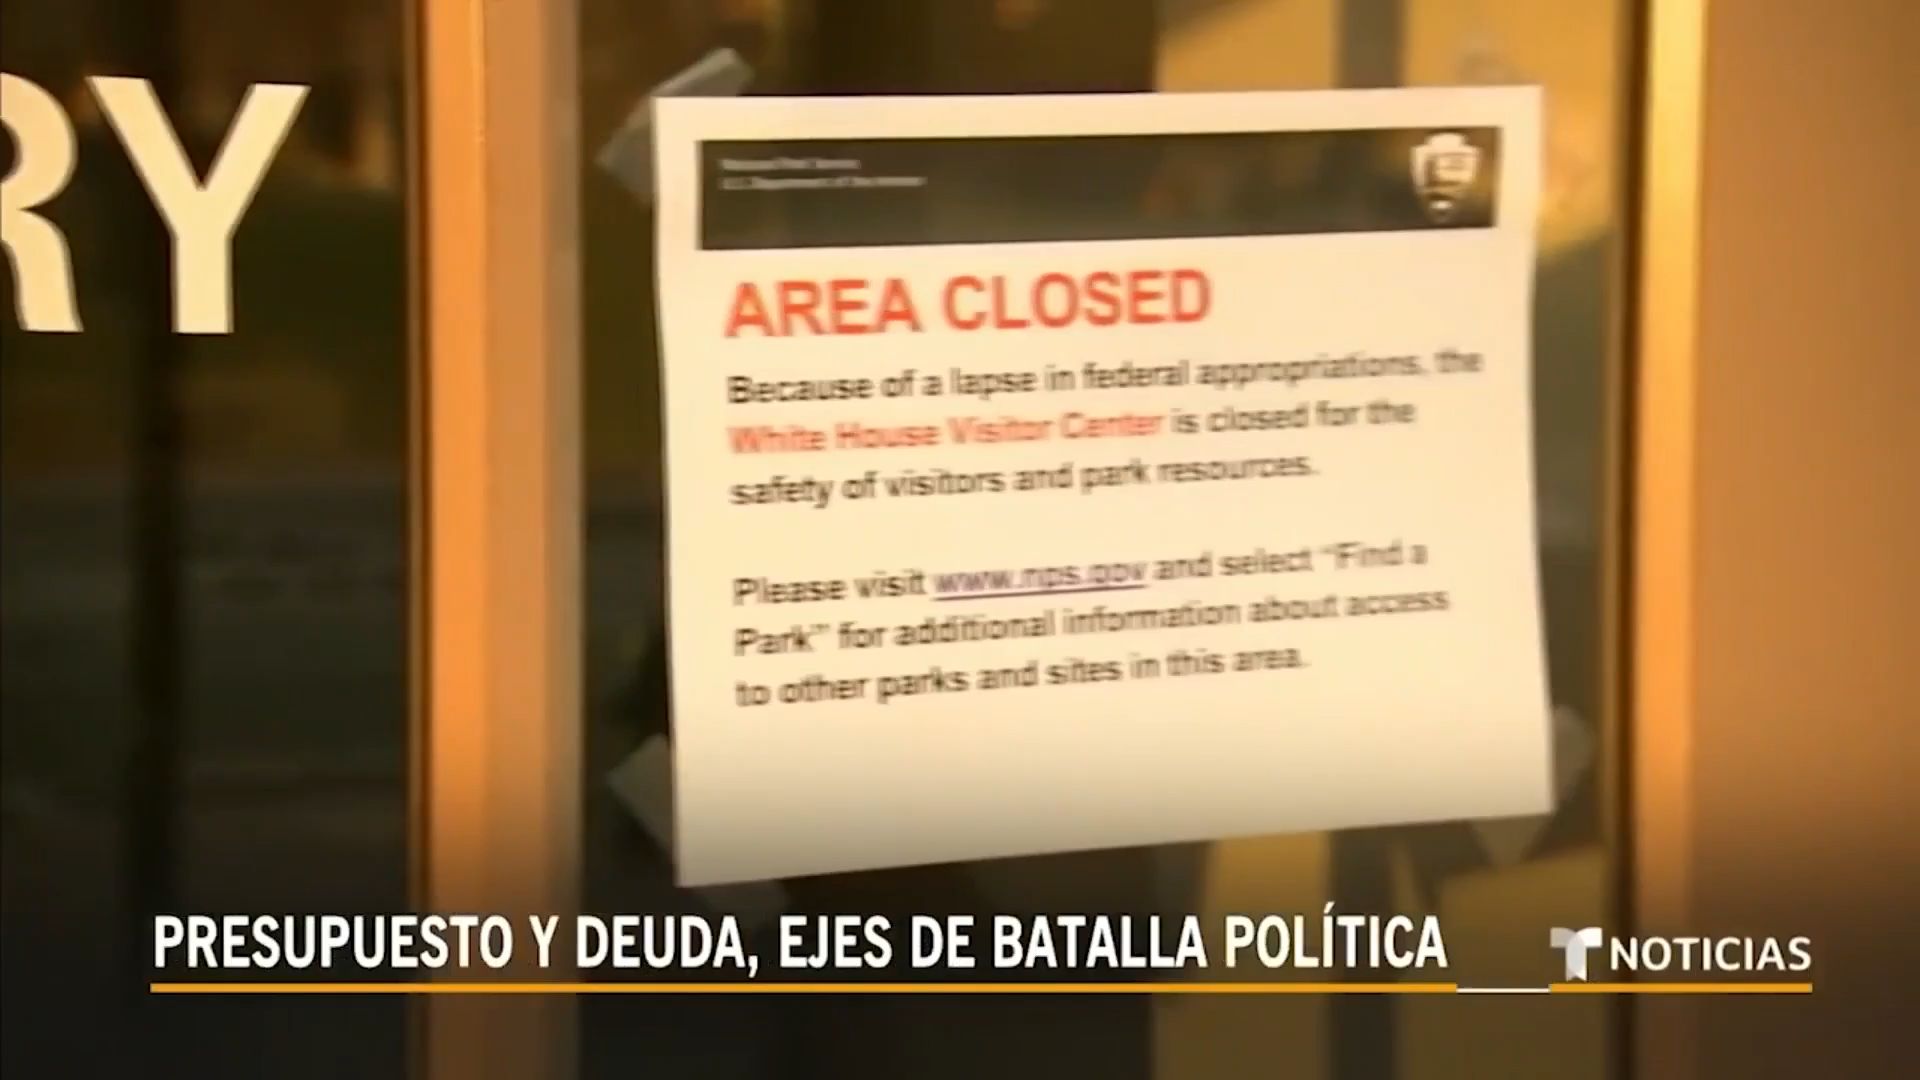 RY
AREA CLOSED
Because of a lapse in federal appropriations, the
White House Visitor Center is closed for the
safety of visitors and park resources.
Please visit www.nps.gov and select "Find a
Park" for additional information about access
to other parks and sites in this area.
PRESUPUESTO Y DEUDA, EJES DE BATALLA POLÍTICA
NOTICIAS